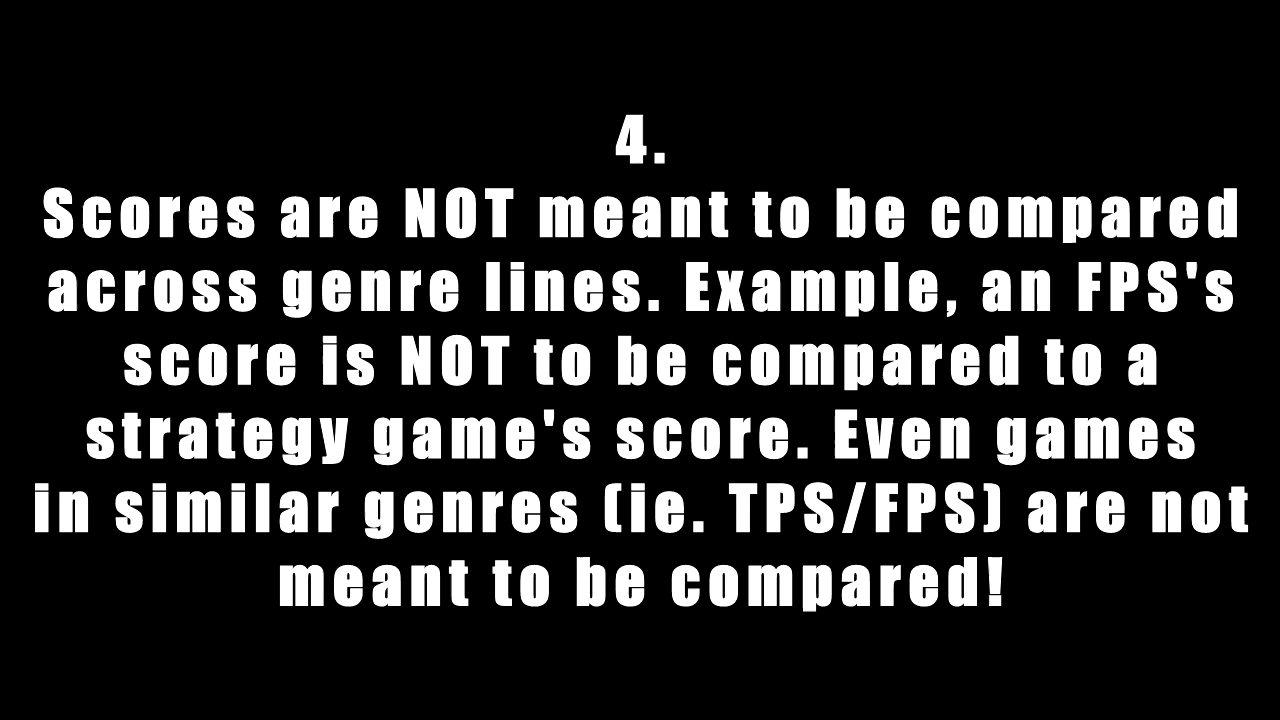 4.
Scores are NOT meant to be compared
across genre lines. Example, an FPS's
score is NOT to be compared to a
strategy game's score. Even games
in similar genres (ie. TPS/FPS) are not
meant to be compared!